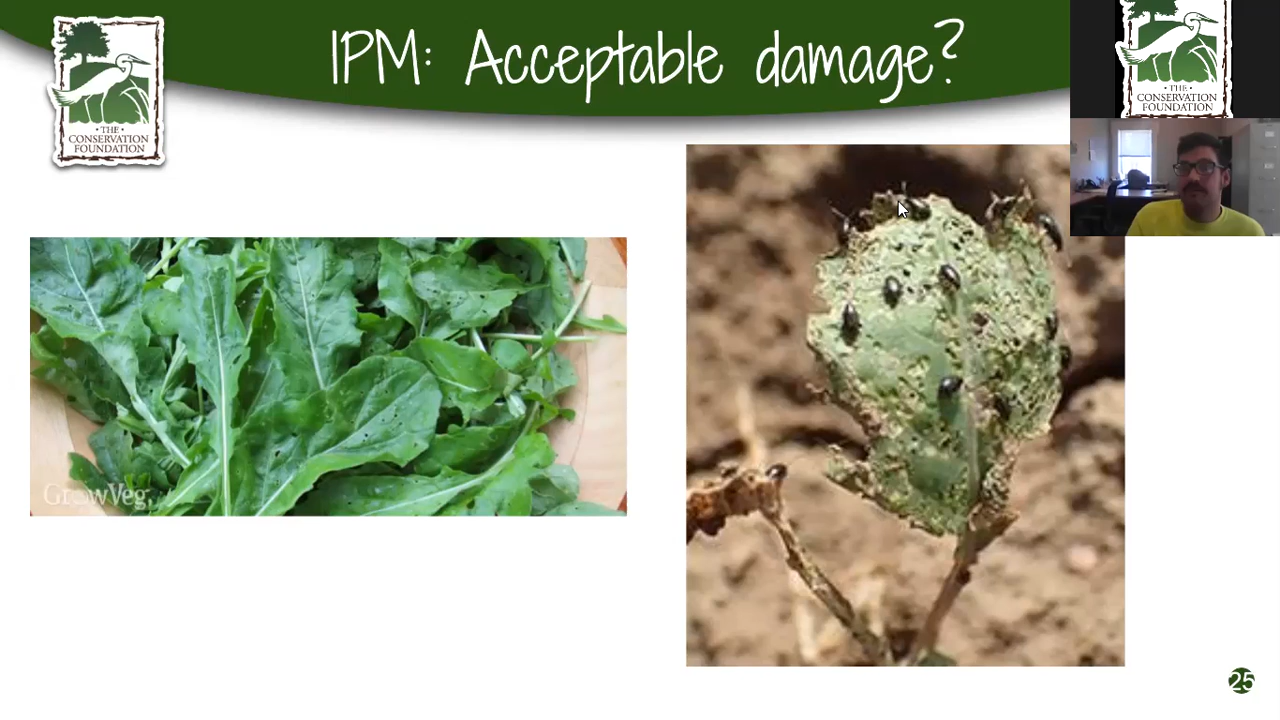 IPM: Acceptable damage?
• THE •
CONSERVATION
FOUNDATION
THE
CONSERVATION
FOUNDATION
GrowVeg
25